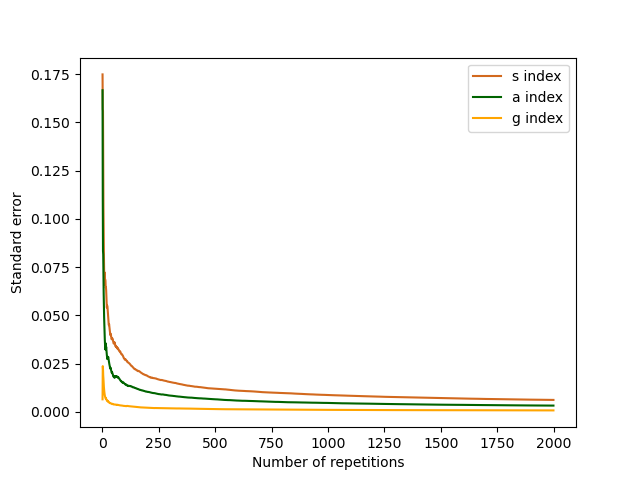 s index
a index
g index
0.175
0.150
0.125
0.100
0.075
0.050
0.025
0.000
Standard error
0 250 500 750 1000 1250 1500 1750 2000
Number of repetitions